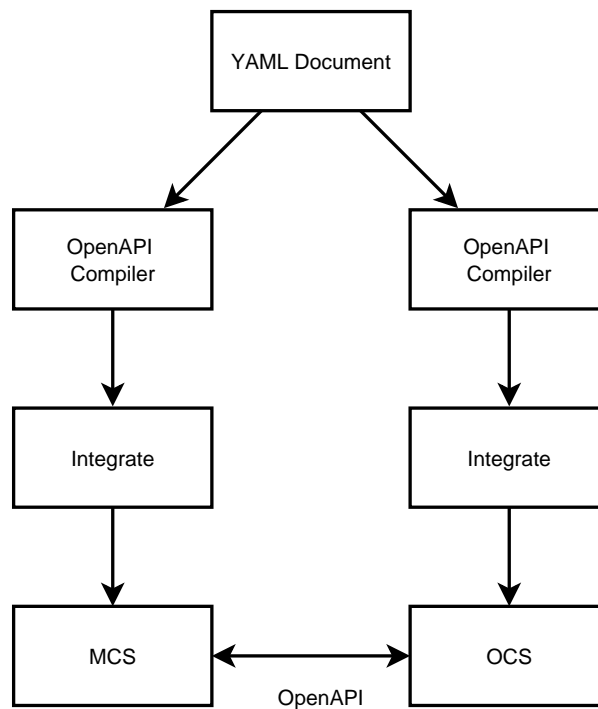 YAML Document
OpenAPI
Compiler
OpenAPI
Compiler
Integrate
Integrate
MCS
OCS
OpenAPI